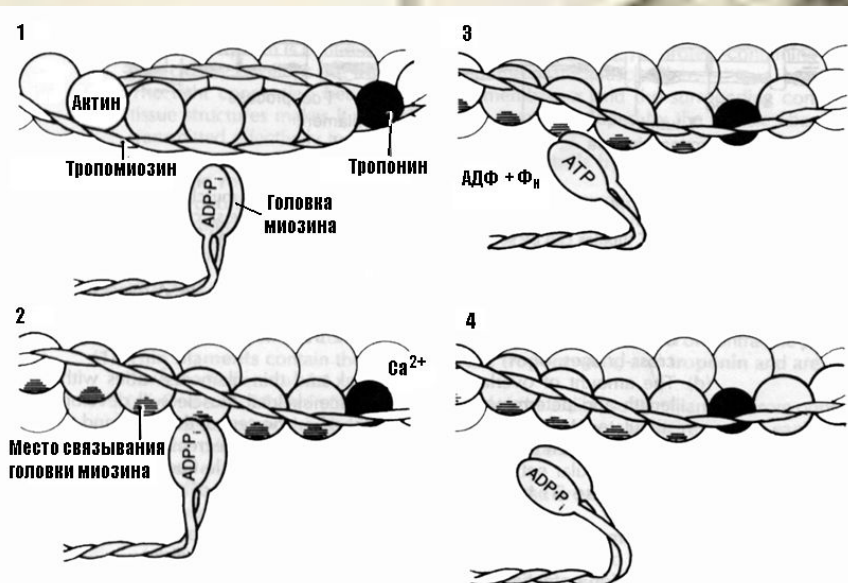 1
Актин
Тропомиозин
Тропонин
ADP·Pi
Головка
миозина
2
Ca²⁺
Место связывания
головки миозина
ADP·Pi
3
ATP
АДФ + Фн
4
ADP·Pi